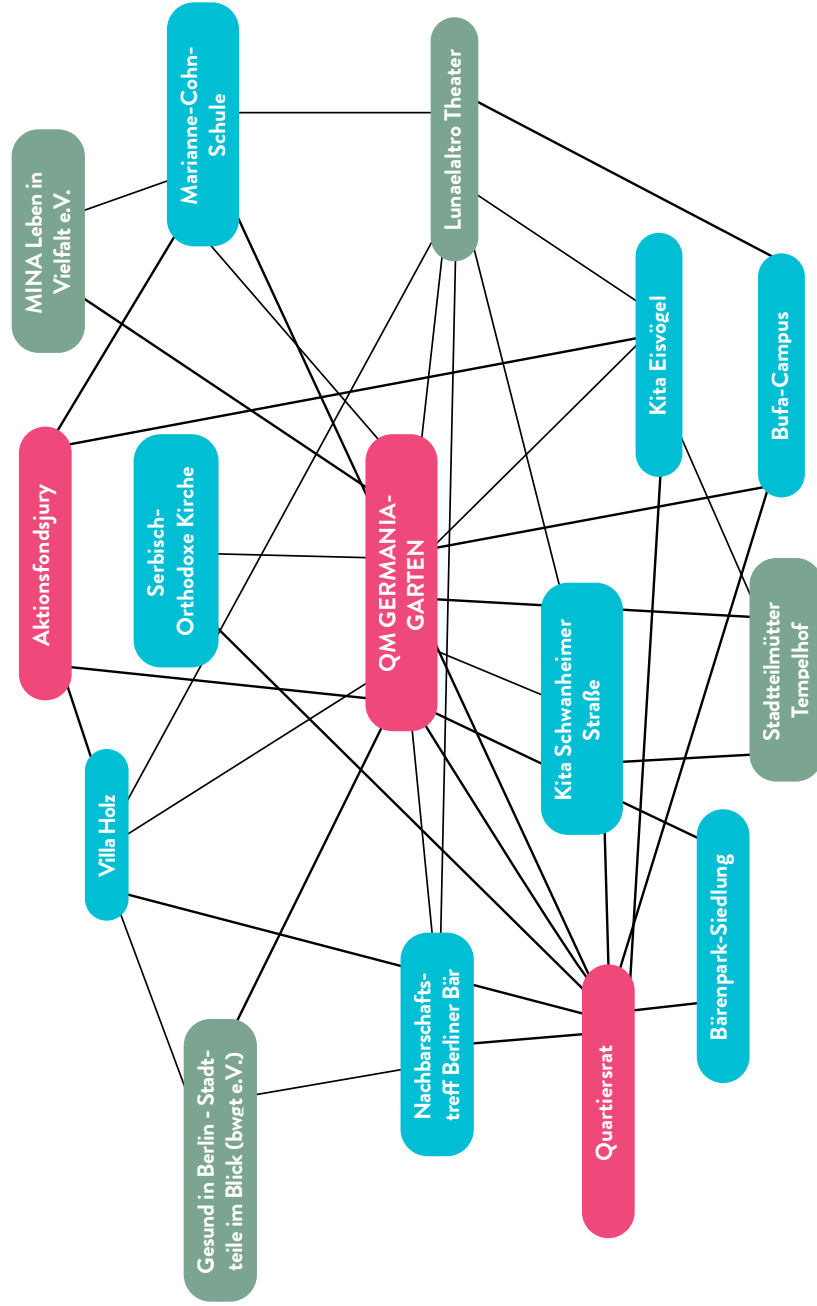 Aktionsfondsjury
MINA Leben in
Vielfalt e.V.
Villa Holz
Serbisch-
Orthodoxe Kirche
Marianne-Cohn-
Schule
Gesund in Berlin - Stadt-
teile im Blick (bwgt e.V.)
QM GERMANIA-
GARTEN
Nachbarschafts-
treff Berliner Bär
Lunaelaltro Theater
Kita Schwanheimer
Straße
Quartiersrat
Kita Eisvögel
Bärenpark-Siedlung
Stadtteilmütter
Tempelhof
Bufa-Campus